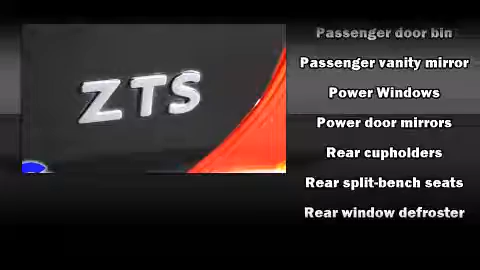 ZTS
Passenger door bin
Passenger vanity mirror
Power Windows
Power door mirrors
Rear cupholders
Rear split-bench seats
Rear window defroster